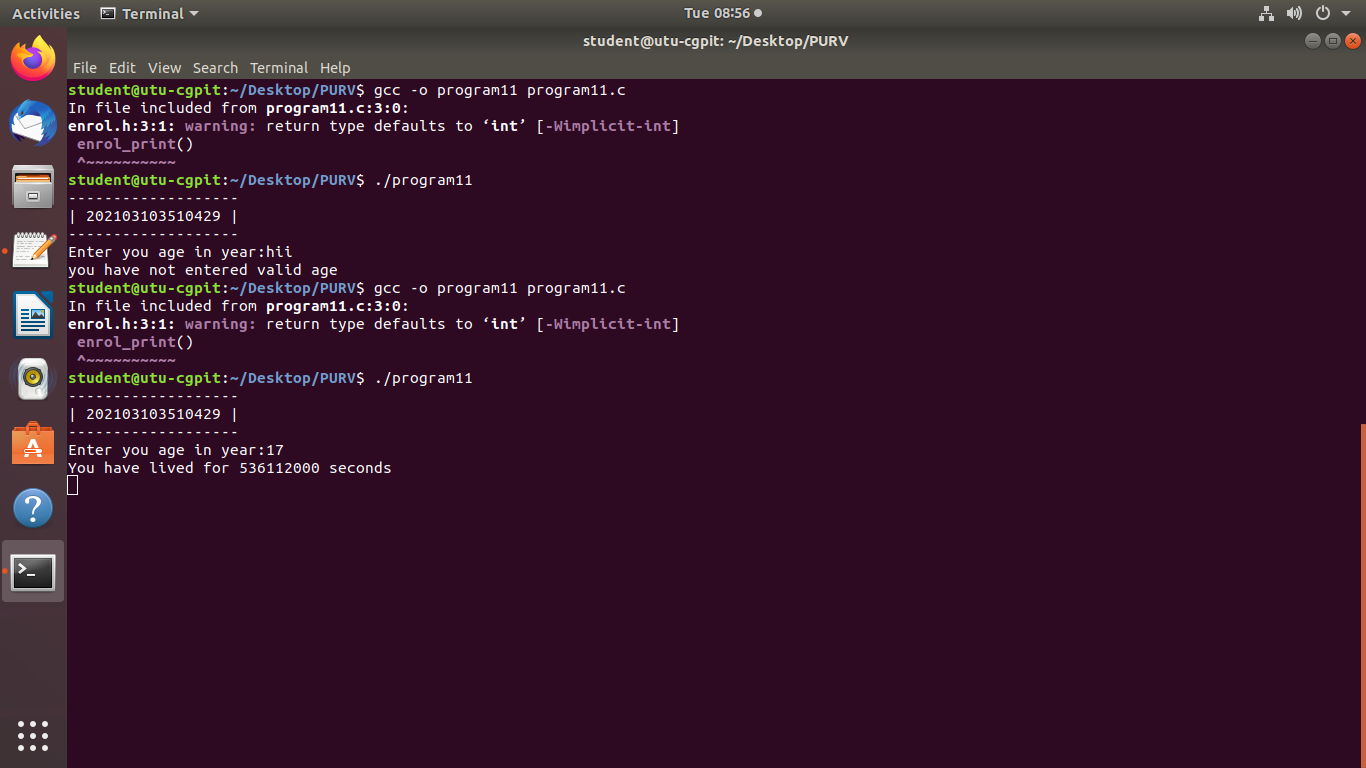 Activities Terminal Tue 08:56
student@utu-cgpit: ~/Desktop/PURV
File Edit View Search Terminal Help
student@utu-cgpit:~/Desktop/PURV$ gcc -o program11 program11.c
In file included from program11.c:3:0:
enrol.h:3:1: warning: return type defaults to ‘int’ [-Wimplicit-int]
 enrol_print()
 ^~~~~~~~~~~
student@utu-cgpit:~/Desktop/PURV$ ./program11
-------------------
| 202103103510429 |
-------------------
Enter you age in year:hii
you have not entered valid age
student@utu-cgpit:~/Desktop/PURV$ gcc -o program11 program11.c
In file included from program11.c:3:0:
enrol.h:3:1: warning: return type defaults to ‘int’ [-Wimplicit-int]
 enrol_print()
 ^~~~~~~~~~~
student@utu-cgpit:~/Desktop/PURV$ ./program11
-------------------
| 202103103510429 |
-------------------
Enter you age in year:17
You have lived for 536112000 seconds